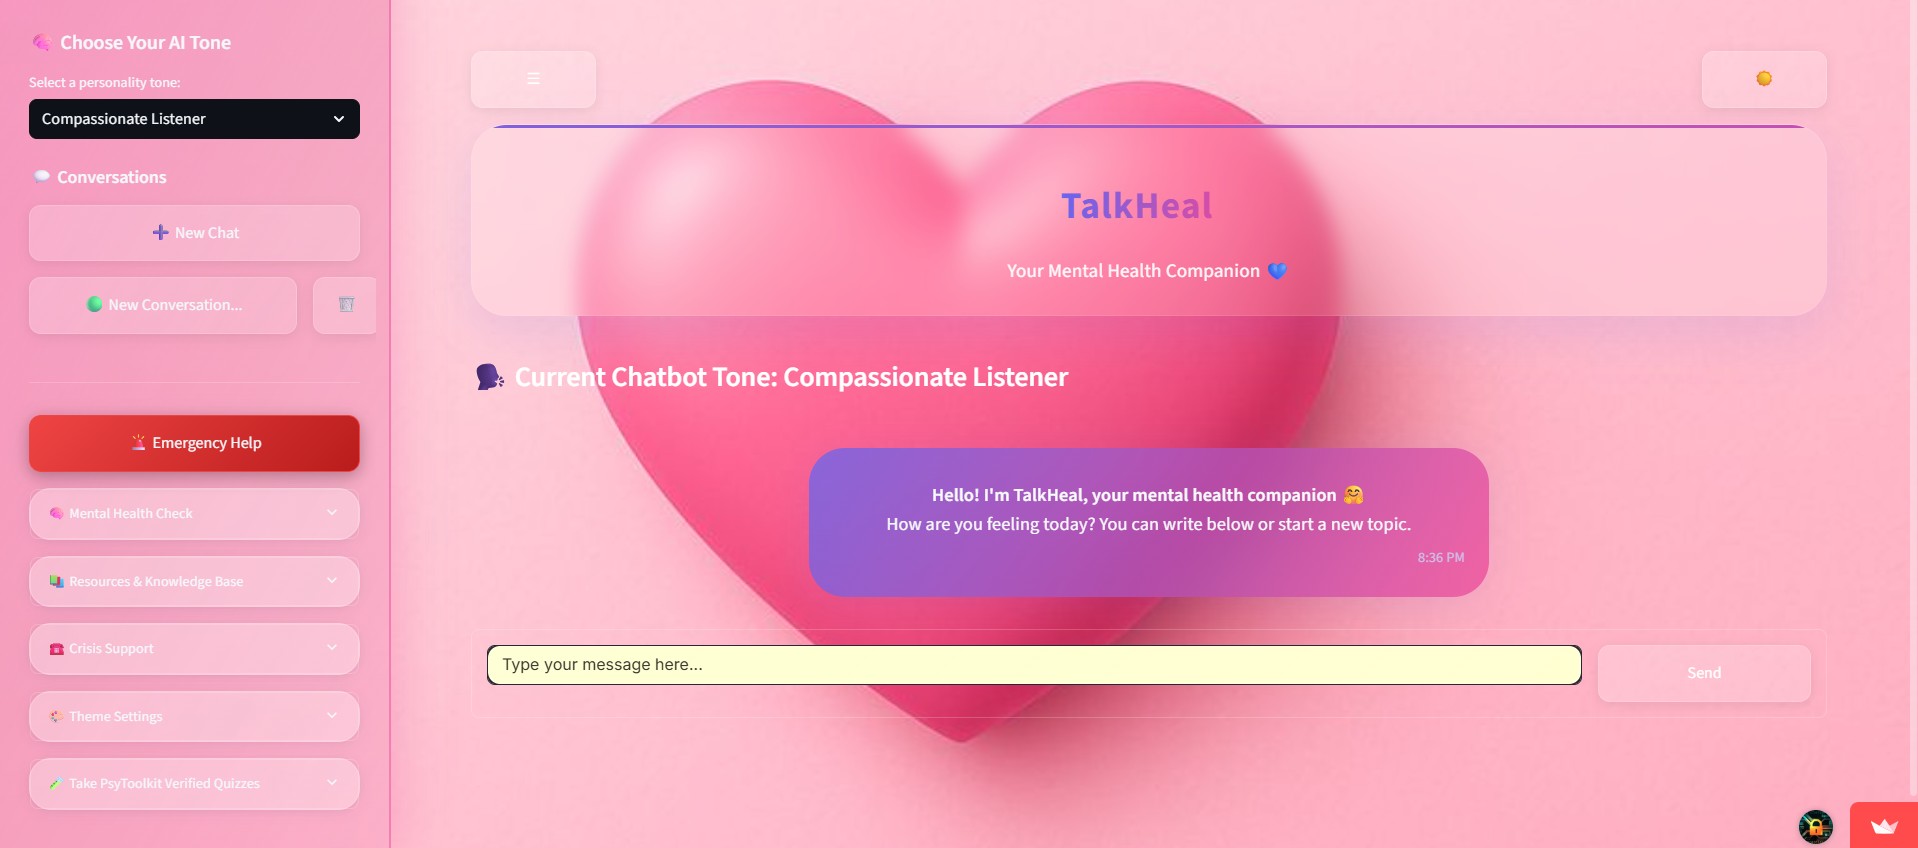 Choose Your AI Tone
Select a personality tone:
Compassionate Listener
Conversations
New Chat
New Conversation...
Emergency Help
Mental Health Check
Resources & Knowledge Base
Crisis Support
Theme Settings
Take PsyToolkit Verified Quizzes
TalkHeal
Your Mental Health Companion 💙
Current Chatbot Tone: Compassionate Listener
Hello! I'm TalkHeal, your mental health companion 🤗
How are you feeling today? You can write below or start a new topic.
8:36 PM
Type your message here...
Send